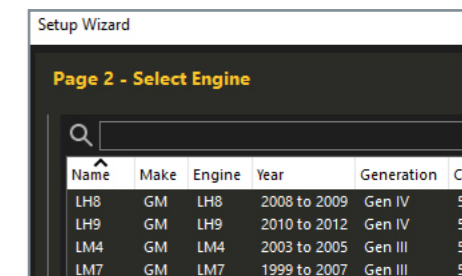 Setup Wizard
Page 2 - Select Engine
Name Make Engine Year Generation
LH8 GM LH8 2008 to 2009 Gen IV
LH9 GM LH9 2010 to 2012 Gen IV
LM4 GM LM4 2003 to 2005 Gen III
LM7 GM LM7 1999 to 2007 Gen III